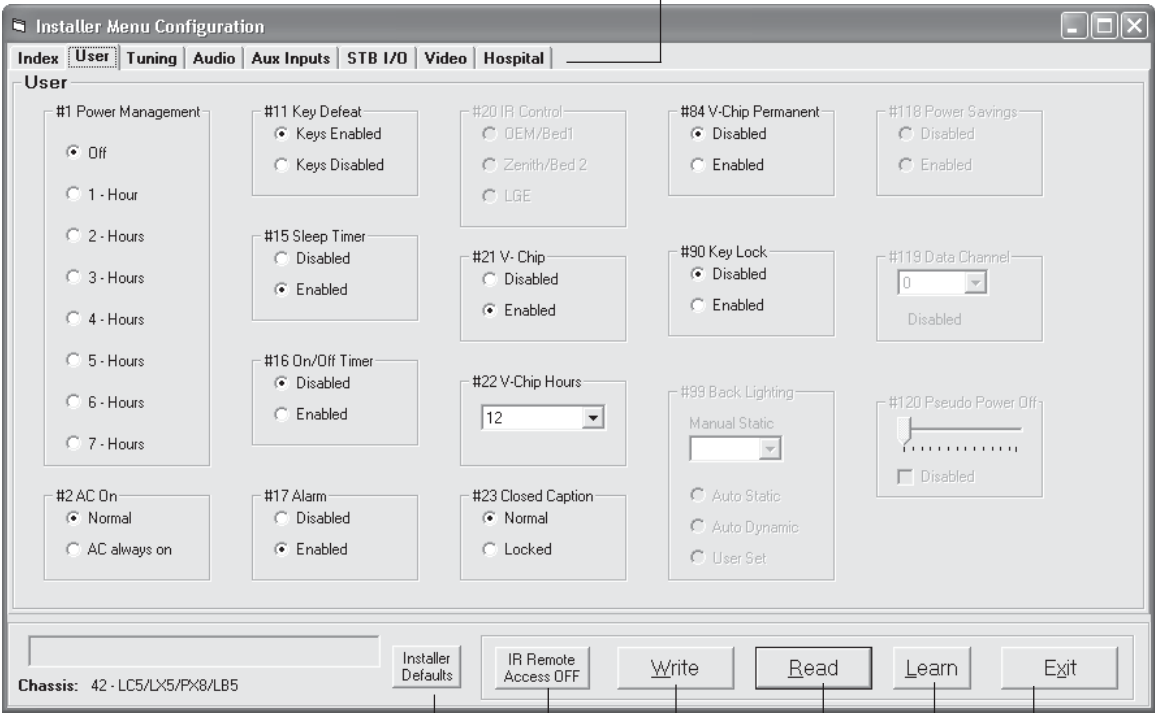 Installer Menu Configuration
Index User Tuning Audio Aux Inputs STB I/O Video Hospital
User
#1 Power Management
Off
1 - Hour
2 - Hours
3 - Hours
4 - Hours
5 - Hours
6 - Hours
7 - Hours
#2 AC On
Normal
AC always on
#11 Key Defeat
Keys Enabled
Keys Disabled
#15 Sleep Timer
Disabled
Enabled
#16 On/Off Timer
Disabled
Enabled
#17 Alarm
Disabled
Enabled
#20 IR Control
OEM/Bed1
Zenith/Bed 2
LGE
#21 V- Chip
Disabled
Enabled
#22 V-Chip Hours
12
#23 Closed Caption
Normal
Locked
#84 V-Chip Permanent
Disabled
Enabled
#90 Key Lock
Disabled
Enabled
#99 Back Lighting
Manual Static
Auto Static
Auto Dynamic
User Set
#118 Power Savings
Disabled
Enabled
#119 Data Channel
0
Disabled
#120 Pseudo Power Off
Disabled
Chassis: 42 - LC5/LX5/PX8/LB5
Installer
Defaults
IR Remote
Access OFF
Write
Read
Learn
Exit